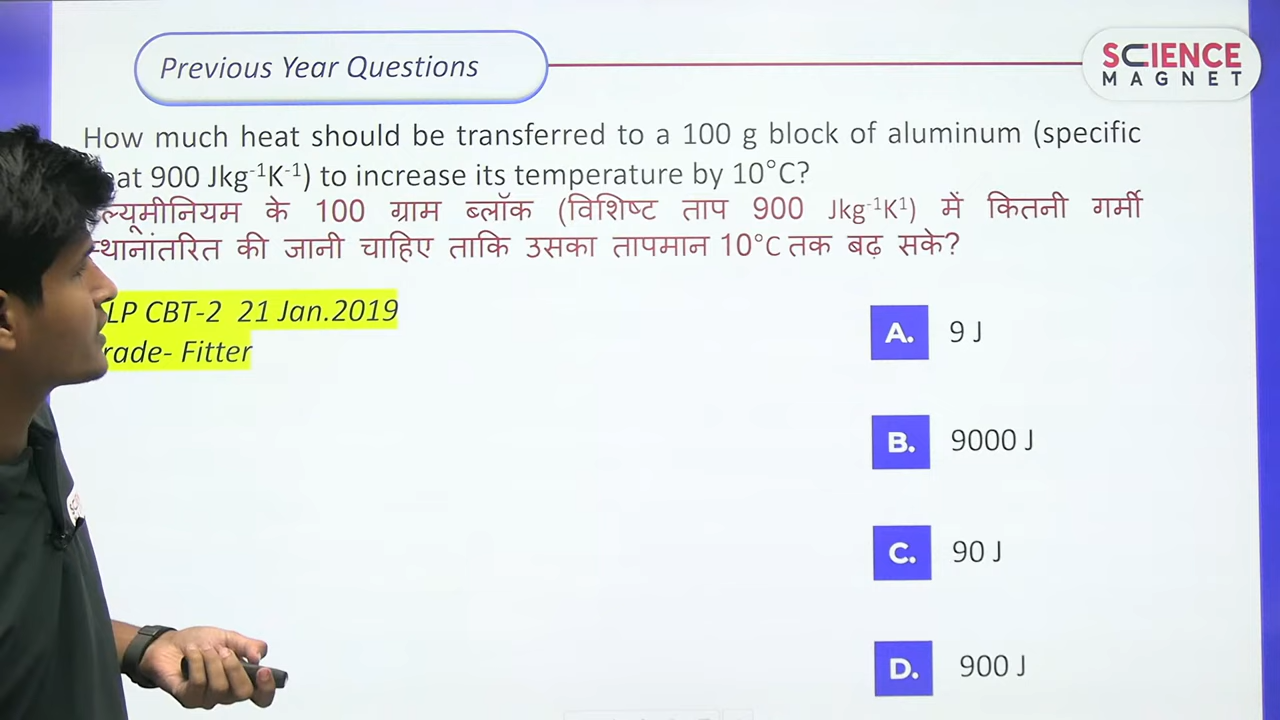 Previous Year Questions
SCIENCE
MAGNET
How much heat should be transferred to a 100 g block of aluminum (specific
at 900 Jkg⁻¹K⁻¹) to increase its temperature by 10°C?
ल्यूमीनियम के 100 ग्राम ब्लॉक (विशिष्ट ताप 900 Jkg⁻¹K¹) में कितनी गर्मी
स्थानांतरित की जानी चाहिए ताकि उसका तापमान 10°C तक बढ़ सके?
LP CBT-2 21 Jan.2019
rade- Fitter
A. 9 J
B. 9000 J
C. 90 J
D. 900 J